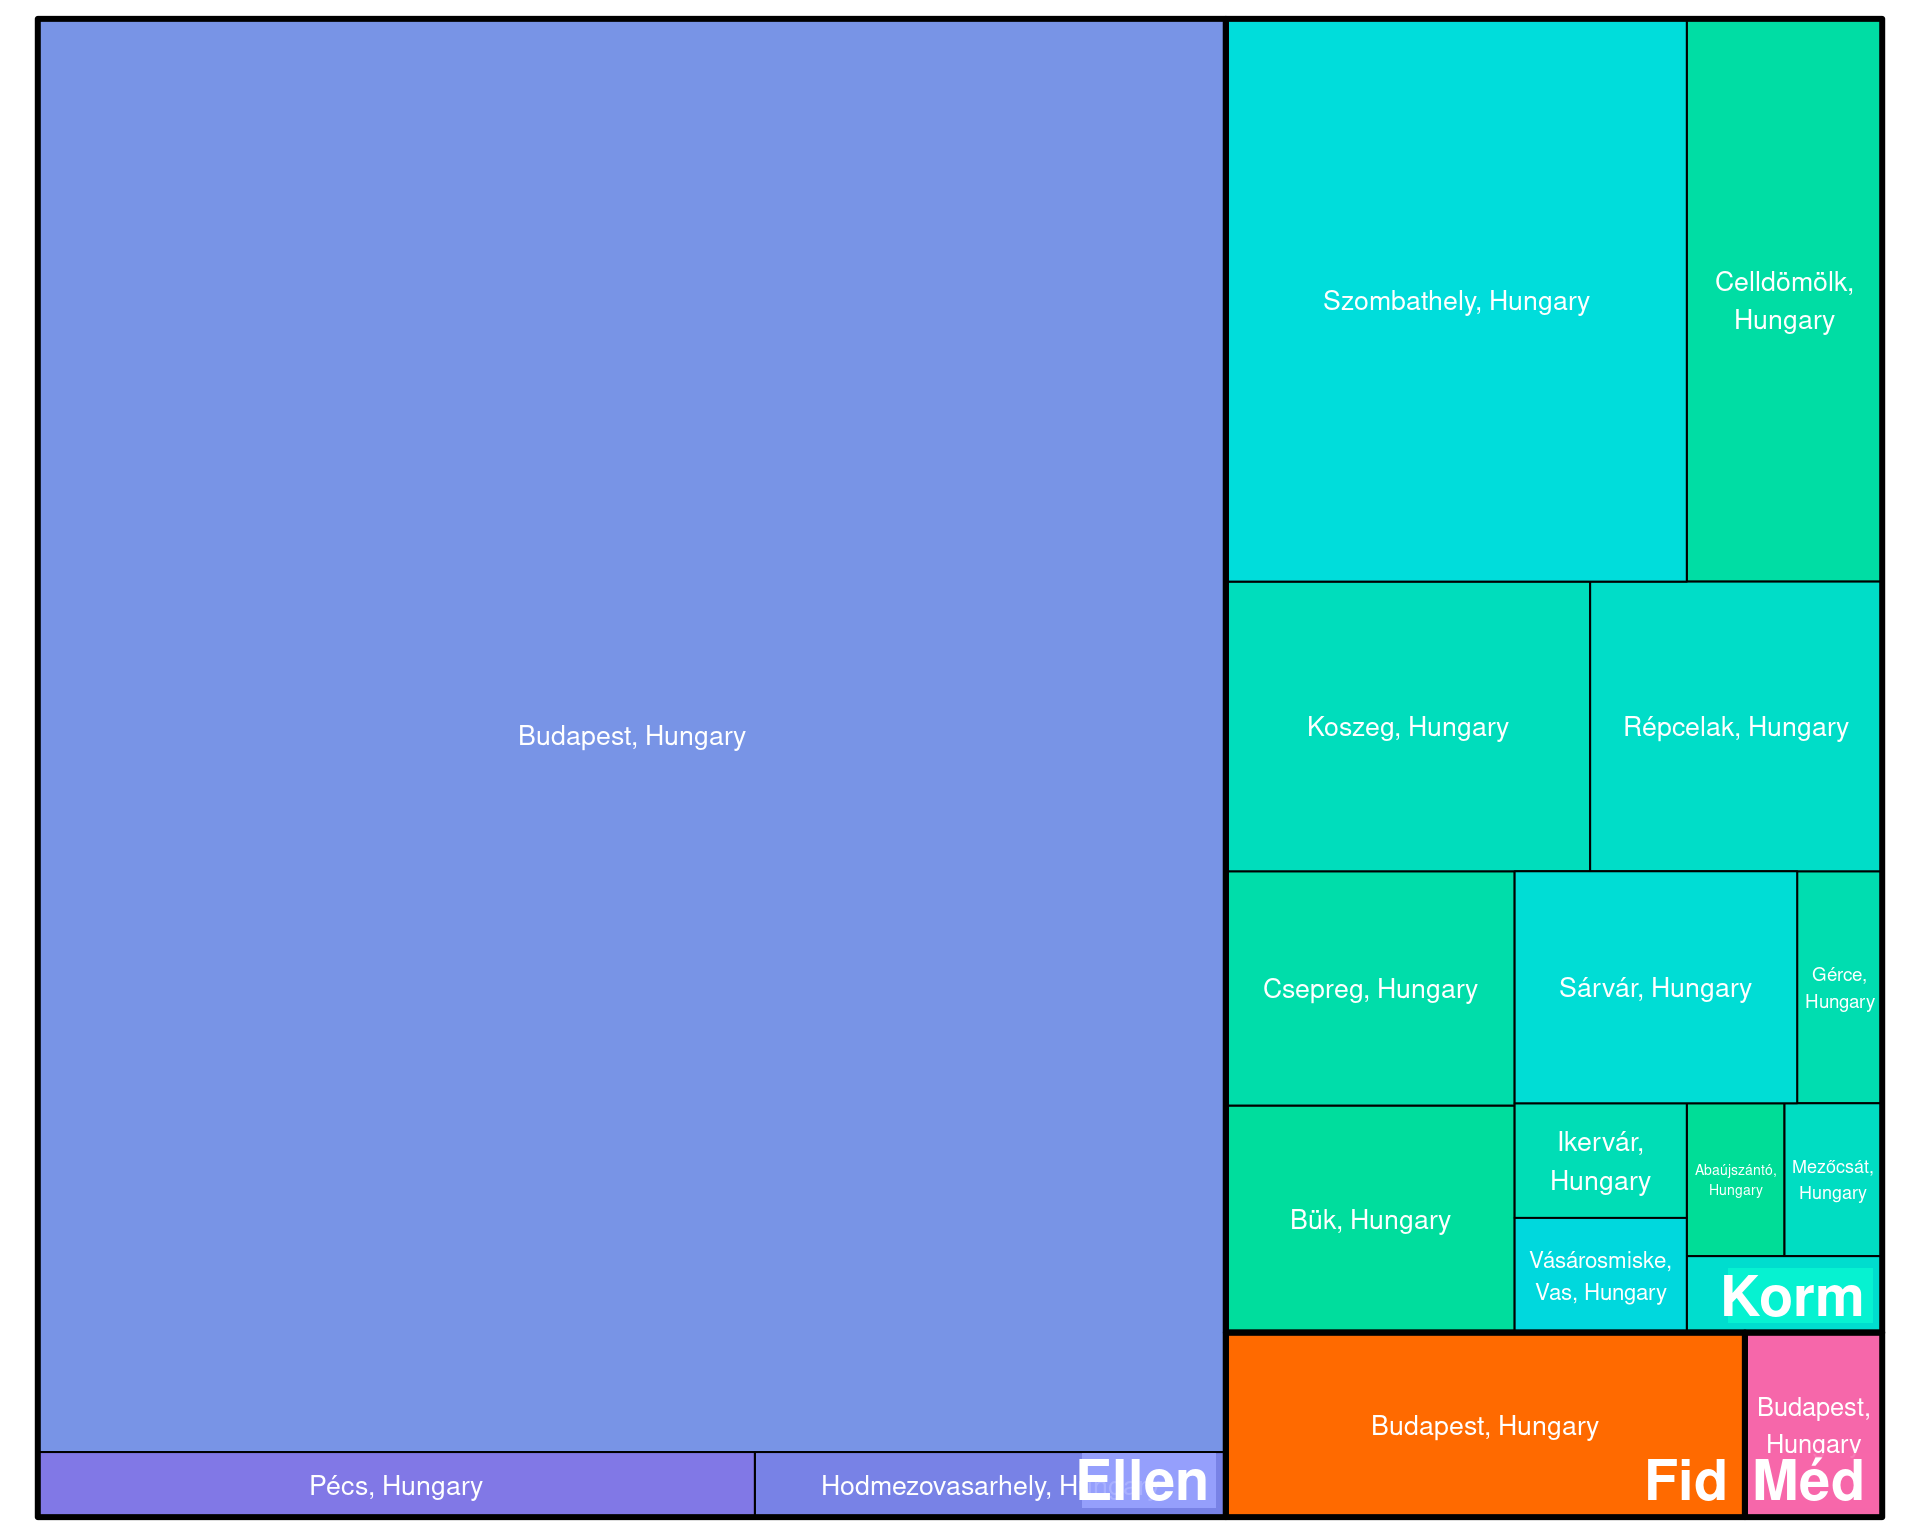 Budapest, Hungary
Pécs, Hungary
Hodmezovasarhely, Hungary
Ellen
Szombathely, Hungary
Celldömölk,
Hungary
Koszeg, Hungary
Répcelak, Hungary
Csepreg, Hungary
Sárvár, Hungary
Gérce,
Hungary
Bük, Hungary
Ikervár,
Hungary
Vásárosmiske,
Vas, Hungary
Abaújszántó,
Hungary
Mezőcsát,
Hungary
Korm
Budapest, Hungary
Fid
Budapest,
Hungary
Méd